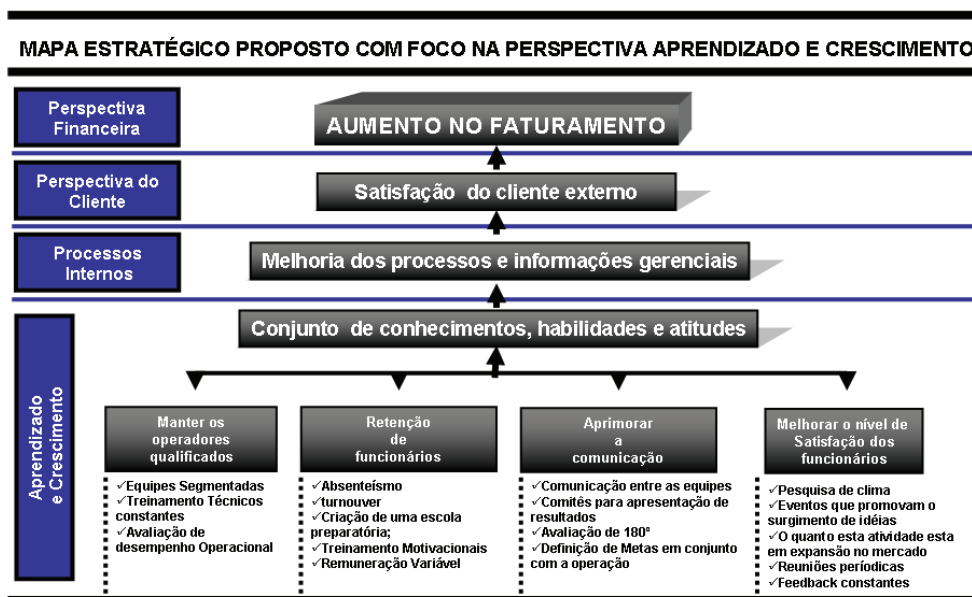 MAPA ESTRATÉGICO PROPOSTO COM FOCO NA PERSPECTIVA APRENDIZADO E CRESCIMENTO
Perspectiva
Financeira
AUMENTO NO FATURAMENTO
Perspectiva do
Cliente
Satisfação do cliente externo
Processos
Internos
Melhoria dos processos e informações gerenciais
Aprendizado
e Crescimento
Conjunto de conhecimentos, habilidades e atitudes
Manter os
operadores
qualificados
✓Equipes Segmentadas
✓Treinamento Técnicos
constantes
✓Avaliação de
desempenho Operacional
Retenção
de
funcionários
✓Absenteísmo
✓turnouver
✓Criação de uma escola
preparatória;
✓Treinamento Motivacionais
✓Remuneração Variável
Aprimorar
a
comunicação
✓Comunicação entre as equipes
✓Comitês para apresentação de
resultados
✓Avaliação de 180º
✓Definição de Metas em conjunto
com a operação
Melhorar o nível de
Satisfação dos
funcionários
✓Pesquisa de clima
✓Eventos que promovam o
surgimento de idéias
✓O quanto esta atividade esta
em expansão no mercado
✓Reuniões períodicas
✓Feedback constantes